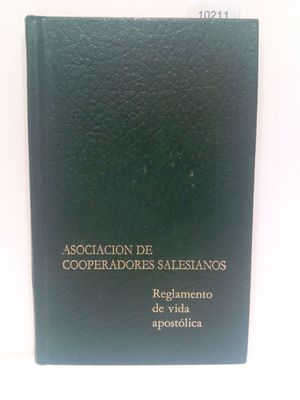 10211
ASOCIACION DE
COOPERADORES SALESIANOS
Reglamento
de vida
apostólica